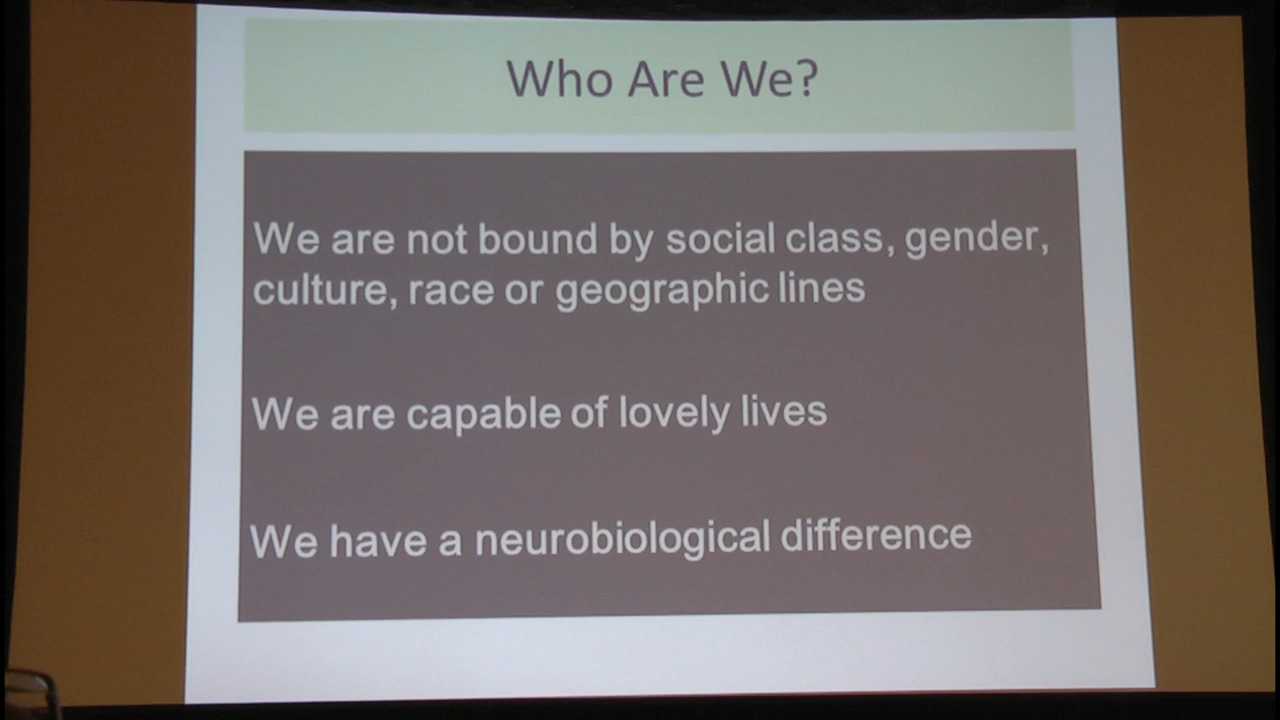 Who Are We?
We are not bound by social class, gender,
culture, race or geographic lines
We are capable of lovely lives
We have a neurobiological difference